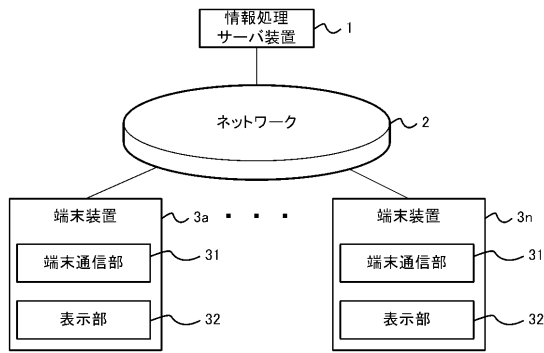 情報処理
サーバ装置
1
ネットワーク
2
端末装置
3a
端末通信部
31
表示部
32
・・・
端末装置
3n
端末通信部
31
表示部
32